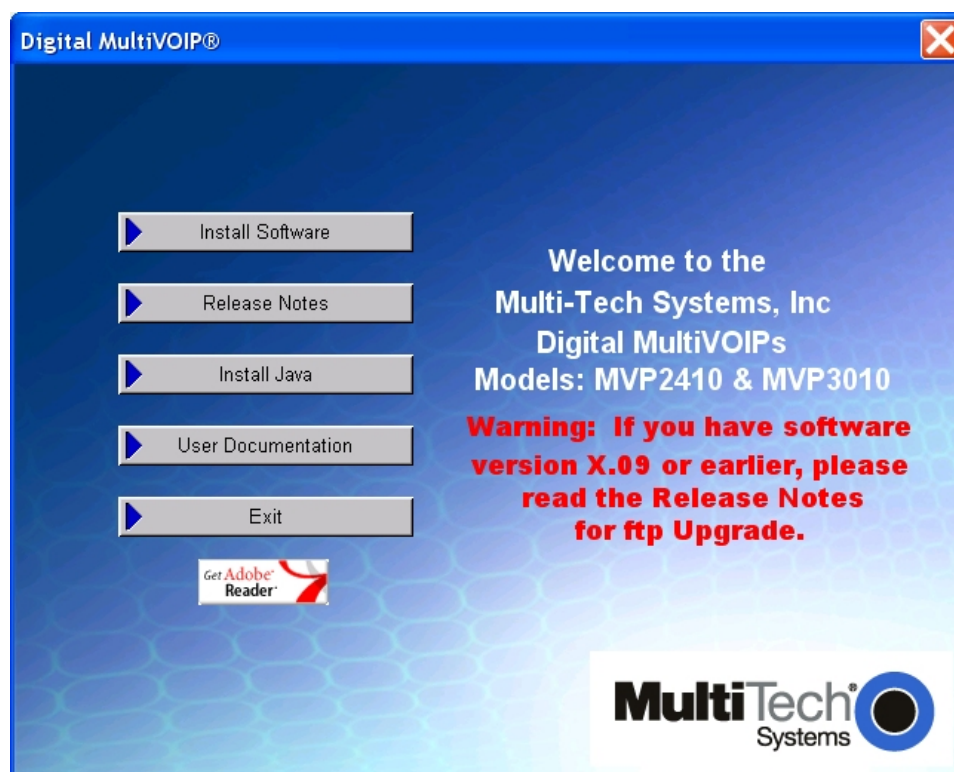 Digital MultiVOIP®
Install Software
Release Notes
Install Java
User Documentation
Exit
Get Adobe®
Reader®
Welcome to the
Multi-Tech Systems, Inc
Digital MultiVOIPs
Models: MVP2410 & MVP3010
Warning: If you have software
version X.09 or earlier, please
read the Release Notes
for ftp Upgrade.
MultiTech®
Systems